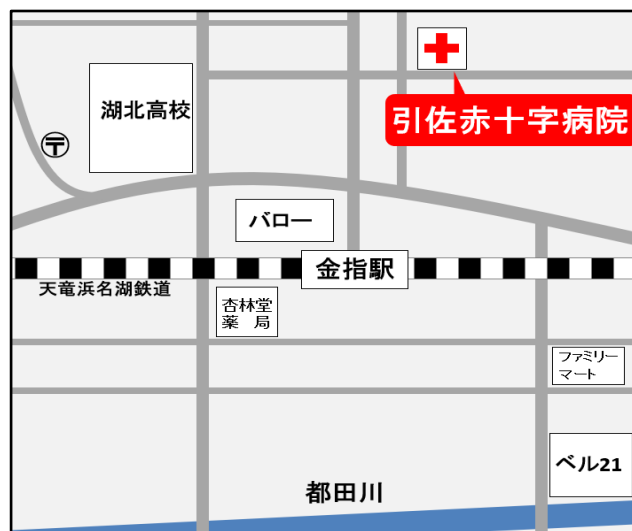 湖北高校
引佐赤十字病院
〒
バロー
金指駅
天竜浜名湖鉄道
杏林堂
薬 局
ファミリー
マート
ベル21
都田川